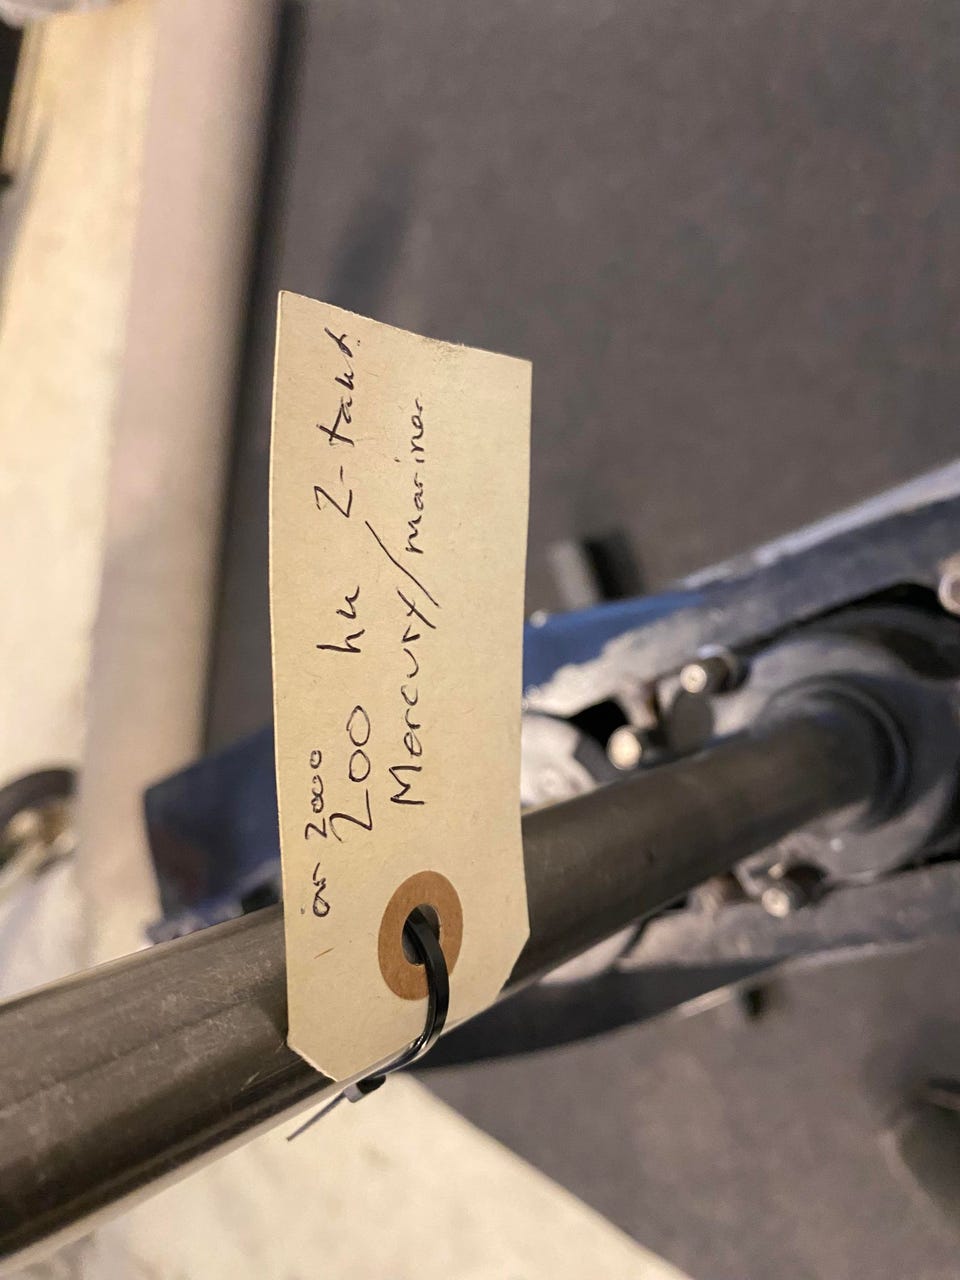 år 2000
200 hk 2-takt
Mercury/mariner